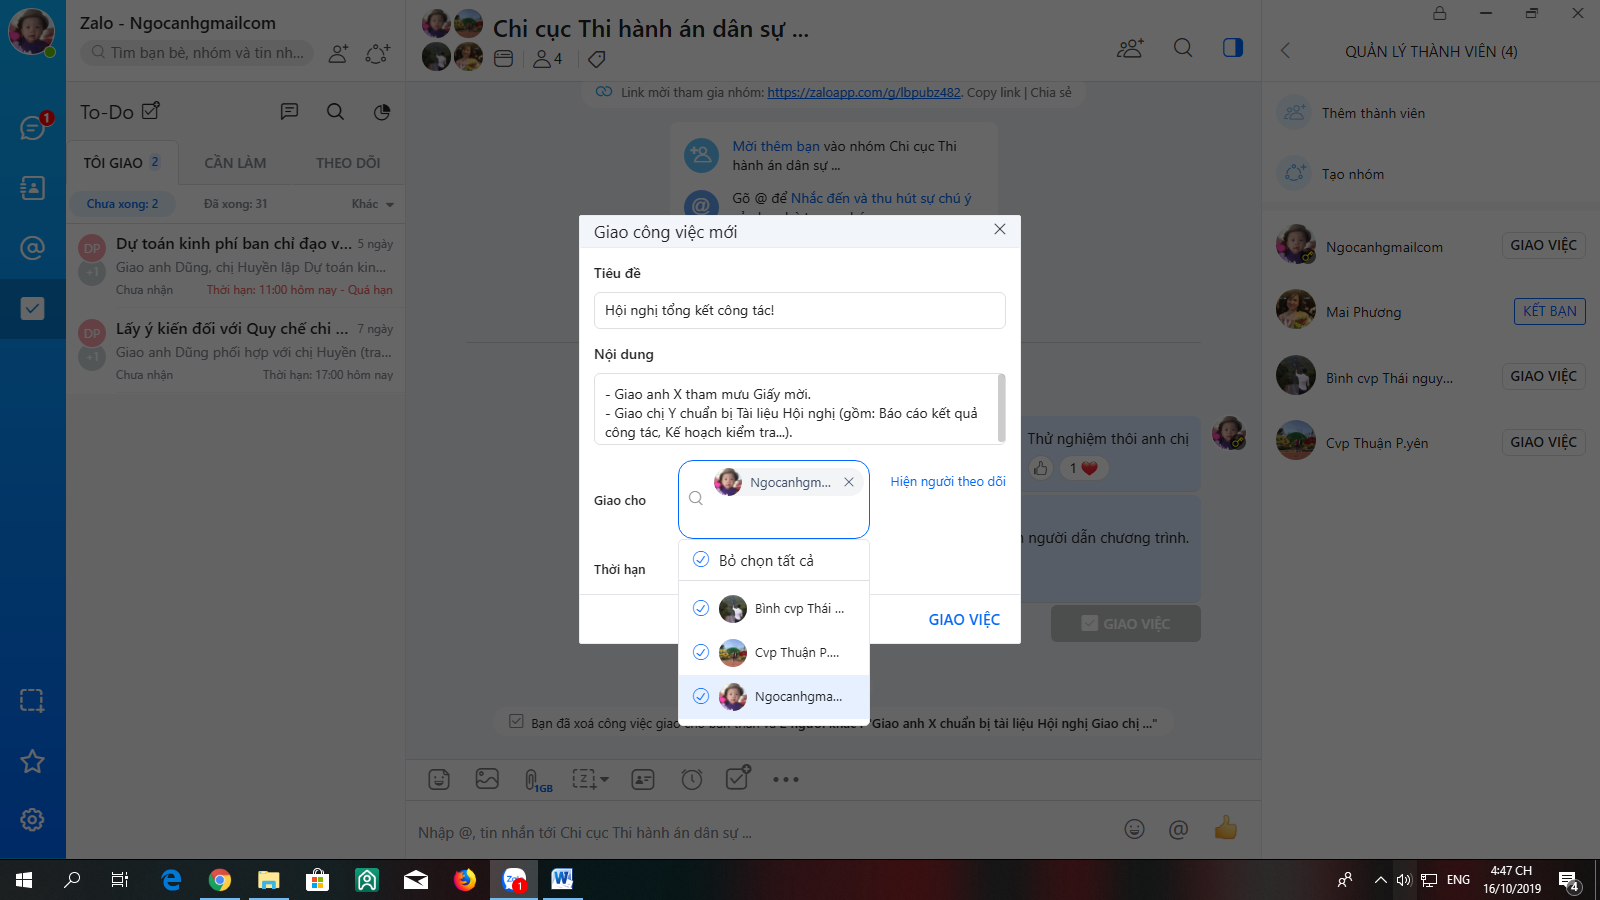 Zalo - Ngocanhgmailcom
Tìm bạn bè, nhóm và tin nh...
1
To-Do
TÔI GIAO 2
CẦN LÀM
THEO DÕI
Chưa xong: 2
Đã xong: 31
Khác
DP
+1
Dự toán kinh phí ban chỉ đạo v... 5 ngày
Giao anh Dũng, chị Huyền lập Dự toán kin...
Chưa nhận
Thời hạn: 11:00 hôm nay - Quá hạn
DP
+1
Lấy ý kiến đối với Quy chế chi ... 7 ngày
Giao anh Dũng phối hợp với chị Huyền (tra...
Chưa nhận
Thời hạn: 17:00 hôm nay
Chi cục Thi hành án dân sự ...
4
Link mời tham gia nhóm: https://zaloapp.com/g/lbpubz482. Copy link | Chia sẻ
Mời thêm bạn vào nhóm Chi cục Thi
hành án dân sự ...
Gõ @ để Nhắc đến và thu hút sự chú ý
Giao công việc mới
Tiêu đề
Hội nghị tổng kết công tác!
Nội dung
- Giao anh X tham mưu Giấy mời.
- Giao chị Y chuẩn bị Tài liệu Hội nghị (gồm: Báo cáo kết quả
công tác, Kế hoạch kiểm tra...).
Giao cho
Ngocanhgm...
Hiện người theo dõi
Bỏ chọn tất cả
Thời hạn
Bình cvp Thái ...
Cvp Thuận P....
Ngocanhgma...
GIAO VIỆC
Thử nghiệm thôi anh chị
1
người dẫn chương trình.
GIAO VIỆC
Bạn đã xoá công việc giao "Giao anh X chuẩn bị tài liệu Hội nghị Giao chị ..."
1GB
Nhập @, tin nhắn tới Chi cục Thi hành án dân sự ...
QUẢN LÝ THÀNH VIÊN (4)
Thêm thành viên
Tạo nhóm
Ngocanhgmailcom
GIAO VIỆC
Mai Phương
KẾT BẠN
Bình cvp Thái nguy...
GIAO VIỆC
Cvp Thuận P.yên
GIAO VIỆC
Zalo
1
ENG
4:47 CH
16/10/2019
4